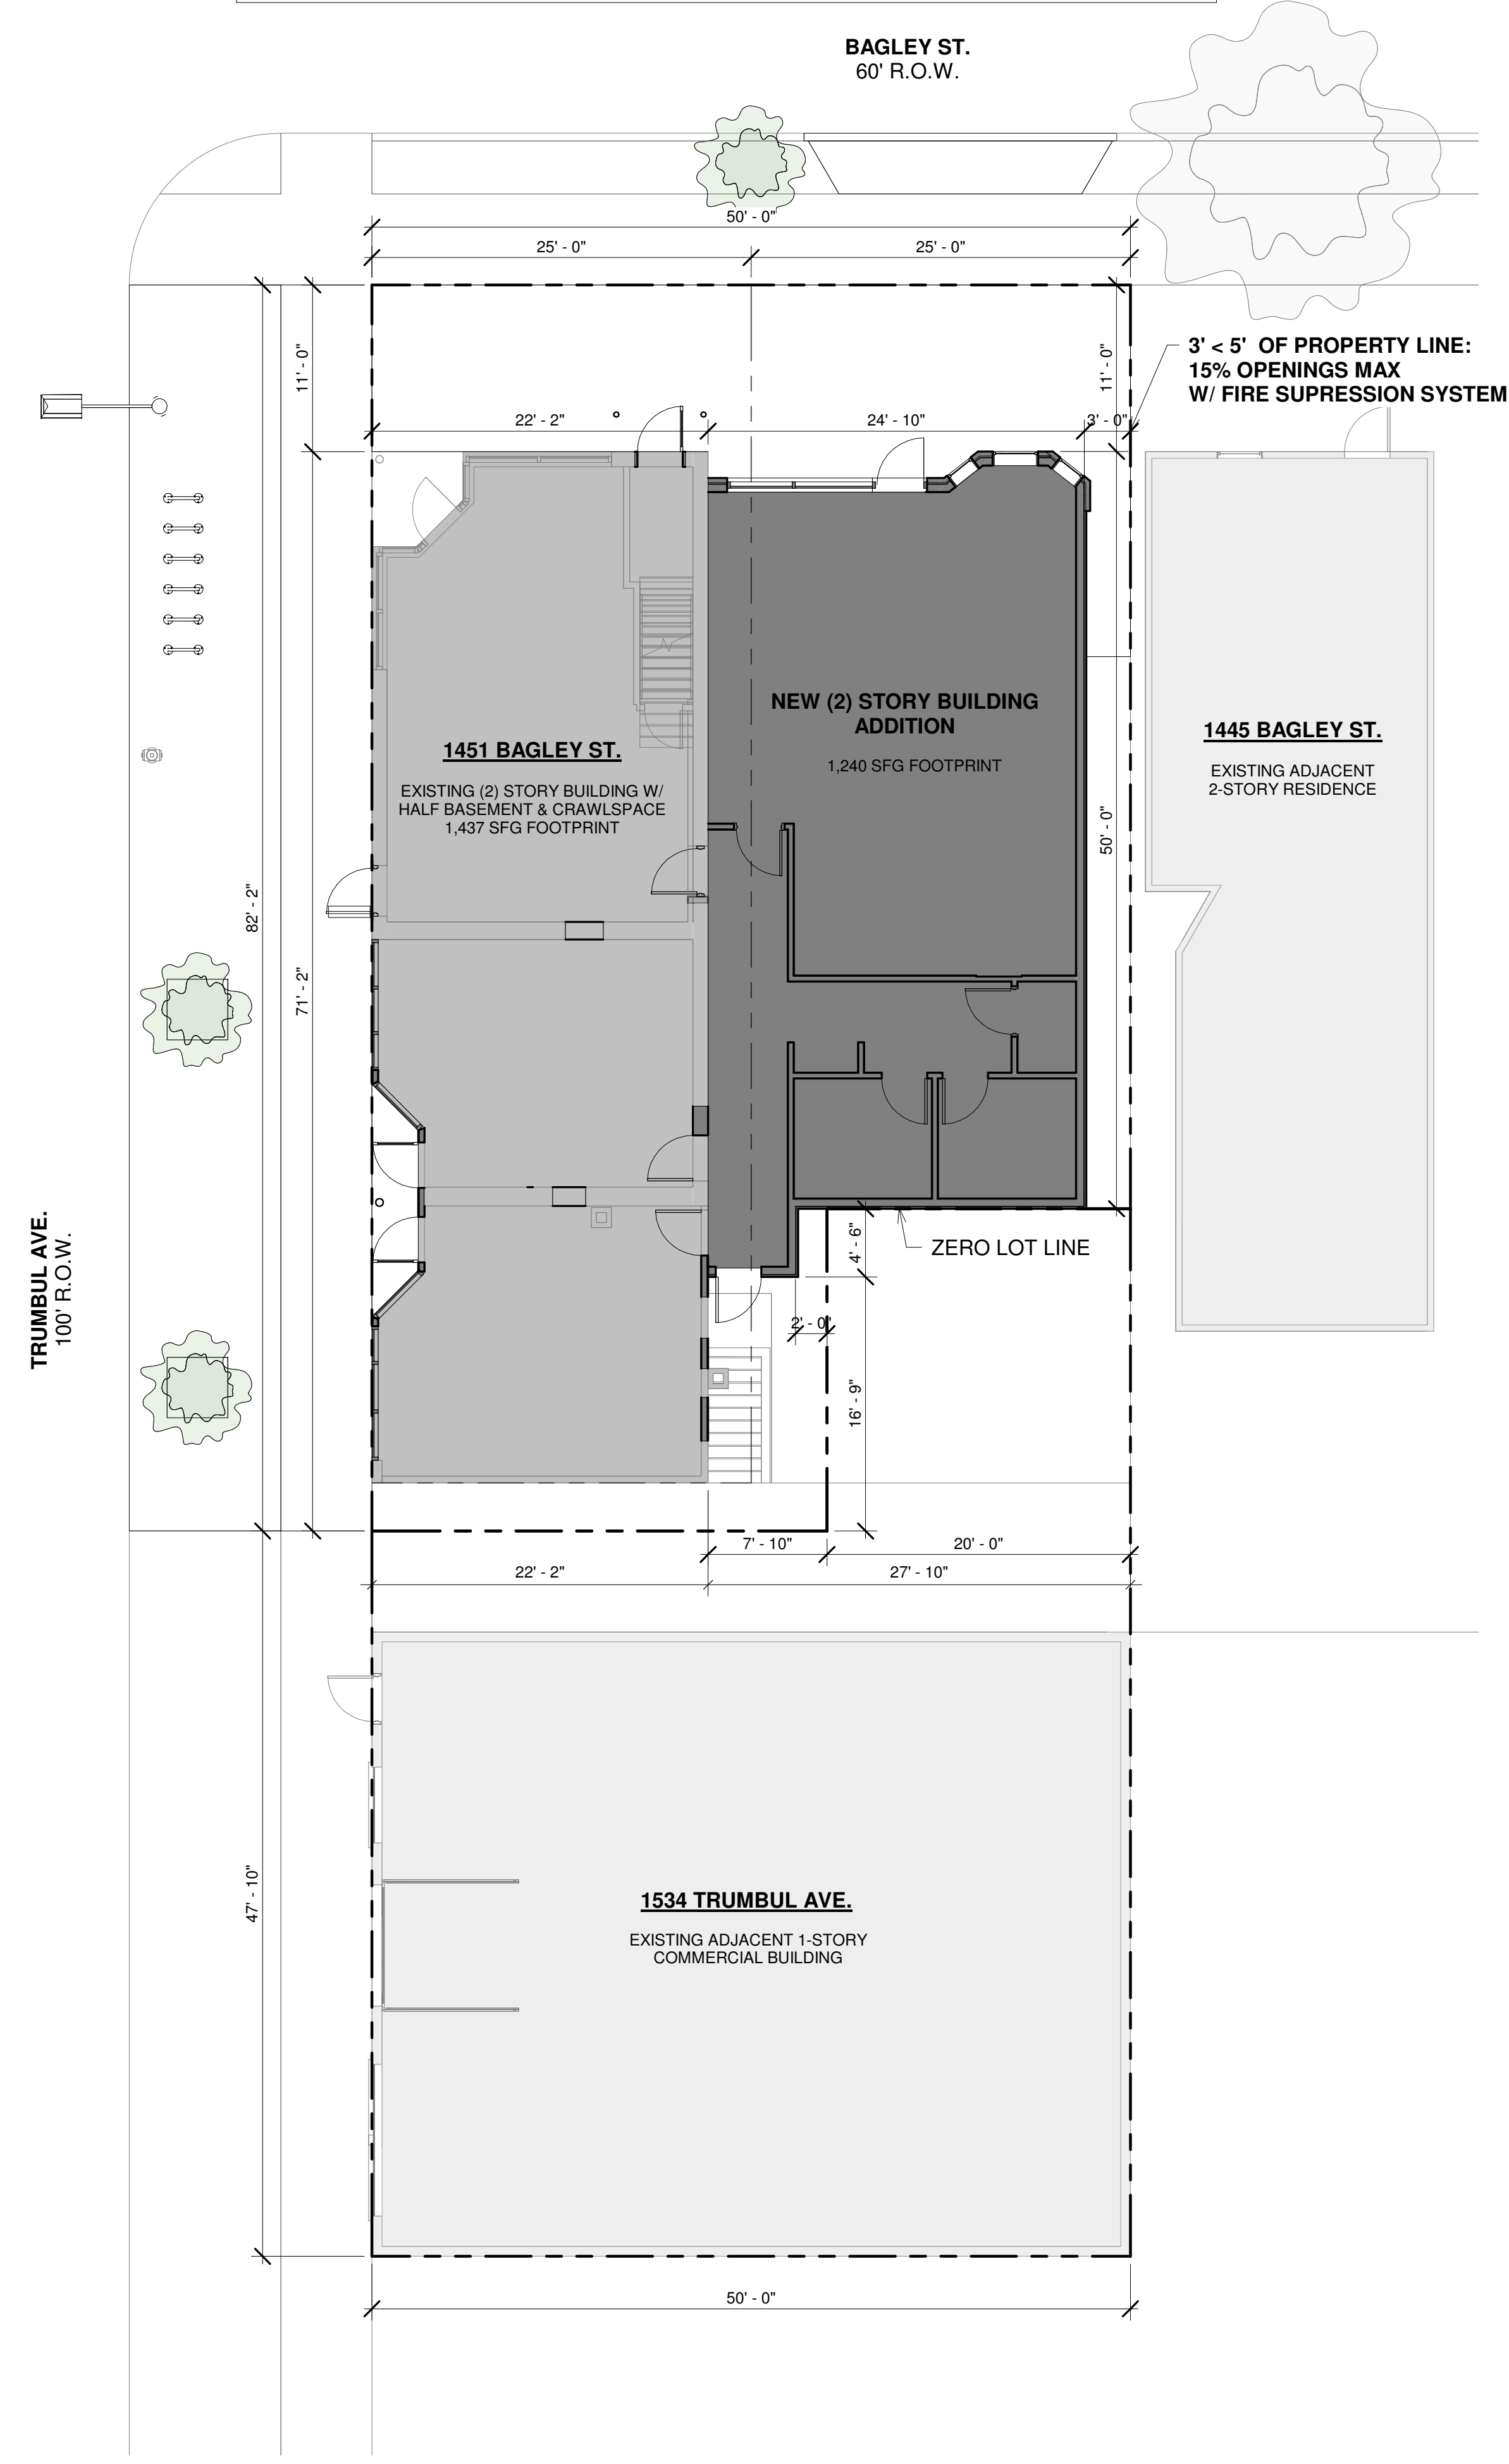 BAGLEY ST.
60' R.O.W.
50' - 0"
25' - 0"
25' - 0"
11' - 0"
11' - 0"
3' < 5'  OF PROPERTY LINE:
15% OPENINGS MAX
W/ FIRE SUPRESSION SYSTEM
22' - 2"
24' - 10"
3' - 0"
NEW (2) STORY BUILDING
ADDITION
1,240 SFG FOOTPRINT
1451 BAGLEY ST.
EXISTING (2) STORY BUILDING W/
HALF BASEMENT & CRAWLSPACE
1,437 SFG FOOTPRINT
1445 BAGLEY ST.
EXISTING ADJACENT
2-STORY RESIDENCE
50' - 0"
82' - 2"
71' - 2"
TRUMBUL AVE.
100' R.O.W.
4' - 6"
ZERO LOT LINE
2' - 0"
16' - 9"
7' - 10"
20' - 0"
22' - 2"
27' - 10"
47' - 10"
1534 TRUMBUL AVE.
EXISTING ADJACENT 1-STORY
COMMERCIAL BUILDING
50' - 0"